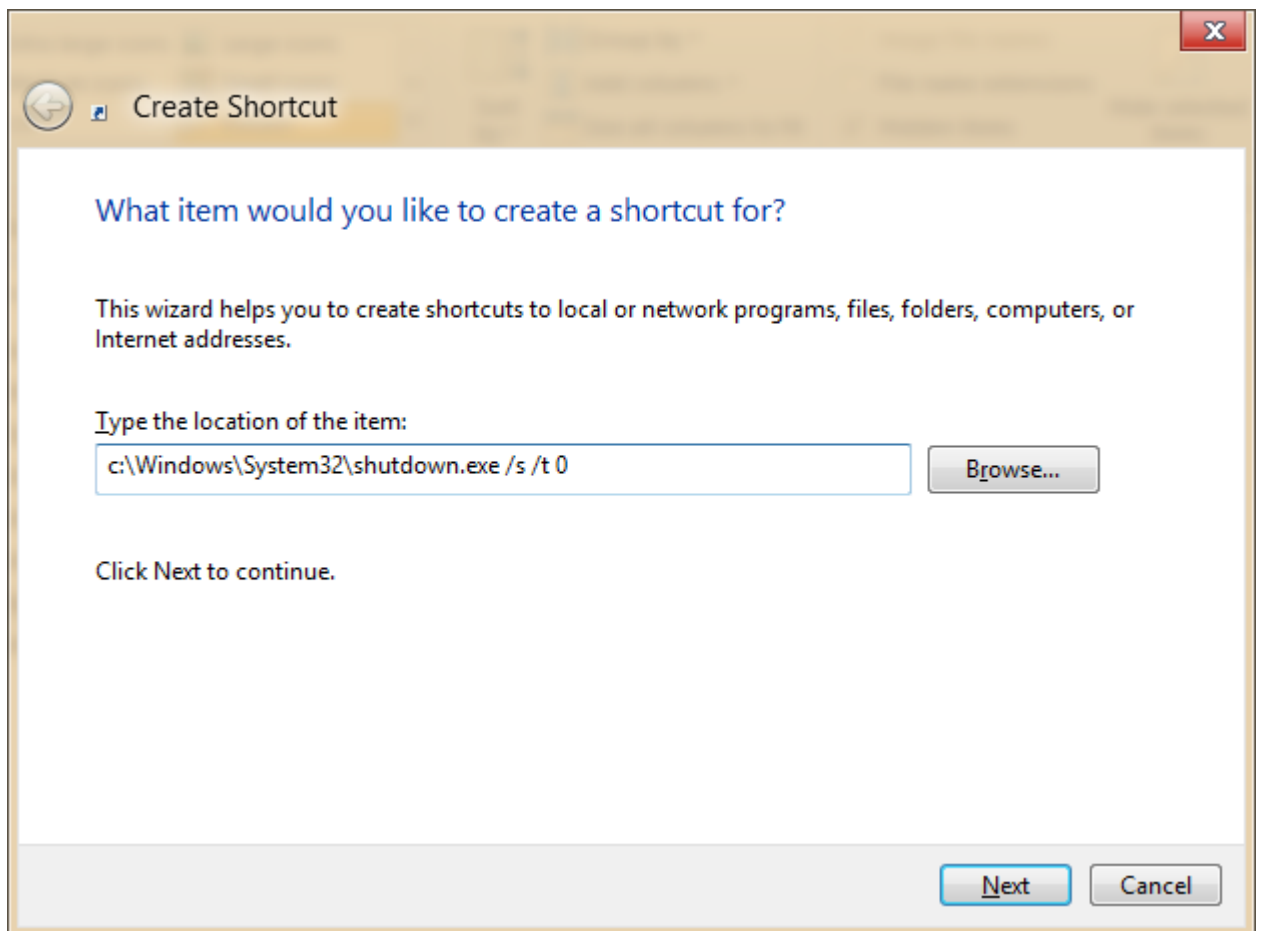 Create Shortcut
What item would you like to create a shortcut for?
This wizard helps you to create shortcuts to local or network programs, files, folders, computers, or
Internet addresses.
Type the location of the item:
c:\Windows\System32\shutdown.exe /s /t 0
Browse...
Click Next to continue.
Next
Cancel